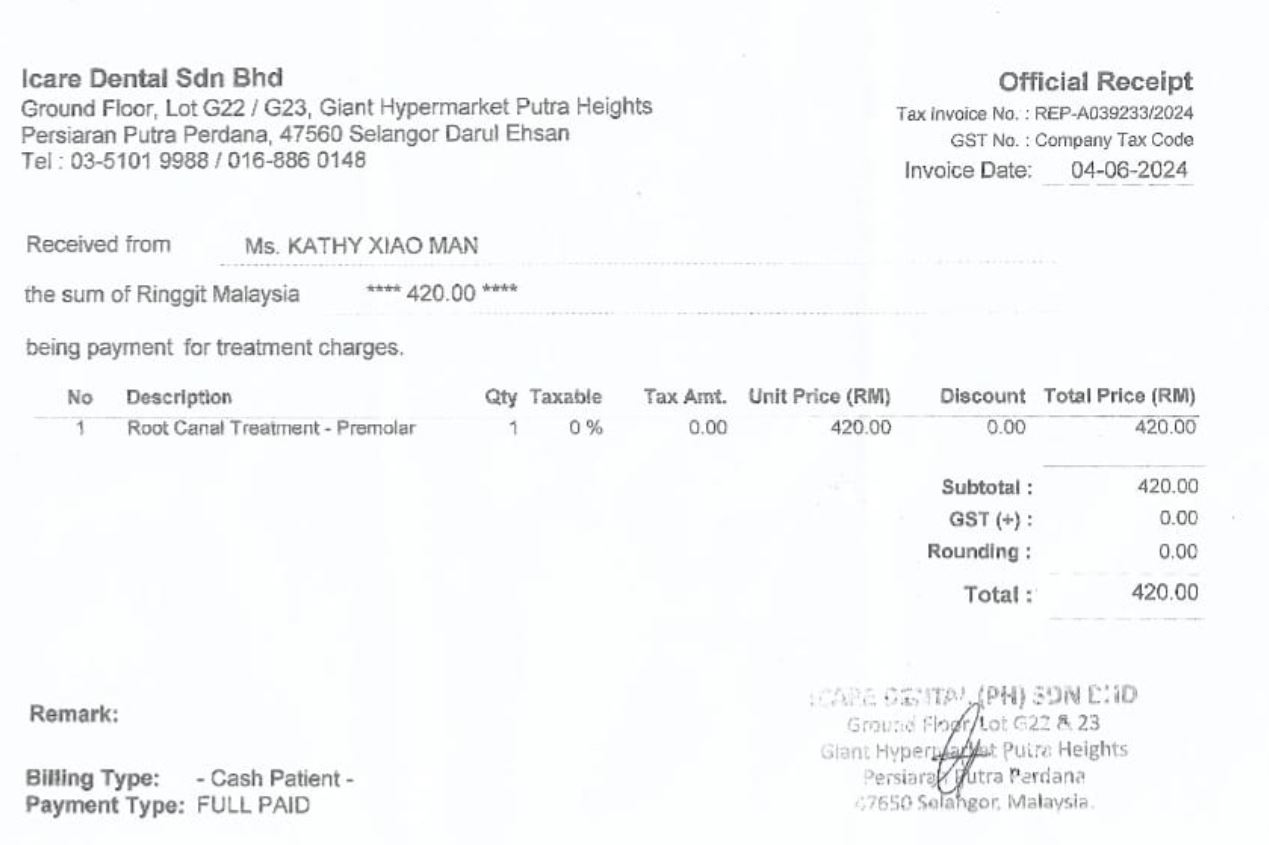 Icare Dental Sdn Bhd
Ground Floor, Lot G22 / G23, Giant Hypermarket Putra Heights
Persiaran Putra Perdana, 47560 Selangor Darul Ehsan
Tel : 03-5101 9988 / 016-886 0148
Official Receipt
Tax Invoice No. : REP-A039233/2024
GST No. : Company Tax Code
Invoice Date: 04-06-2024
Received from Ms. KATHY XIAO MAN
the sum of Ringgit Malaysia **** 420.00 ****
being payment for treatment charges.
No Description Qty Taxable Tax Amt. Unit Price (RM) Discount Total Price (RM)
1 Root Canal Treatment - Premolar 1 0 % 0.00 420.00 0.00 420.00
Subtotal : 420.00
GST (+) : 0.00
Rounding : 0.00
Total : 420.00
Remark:
Billing Type: - Cash Patient -
Payment Type: FULL PAID
ICARE DENTAL (PH) SDN BHD
Ground Floor, Lot G22 & 23
Giant Hypermarket Putra Heights
Persiaran Putra Perdana
47650 Selangor, Malaysia.